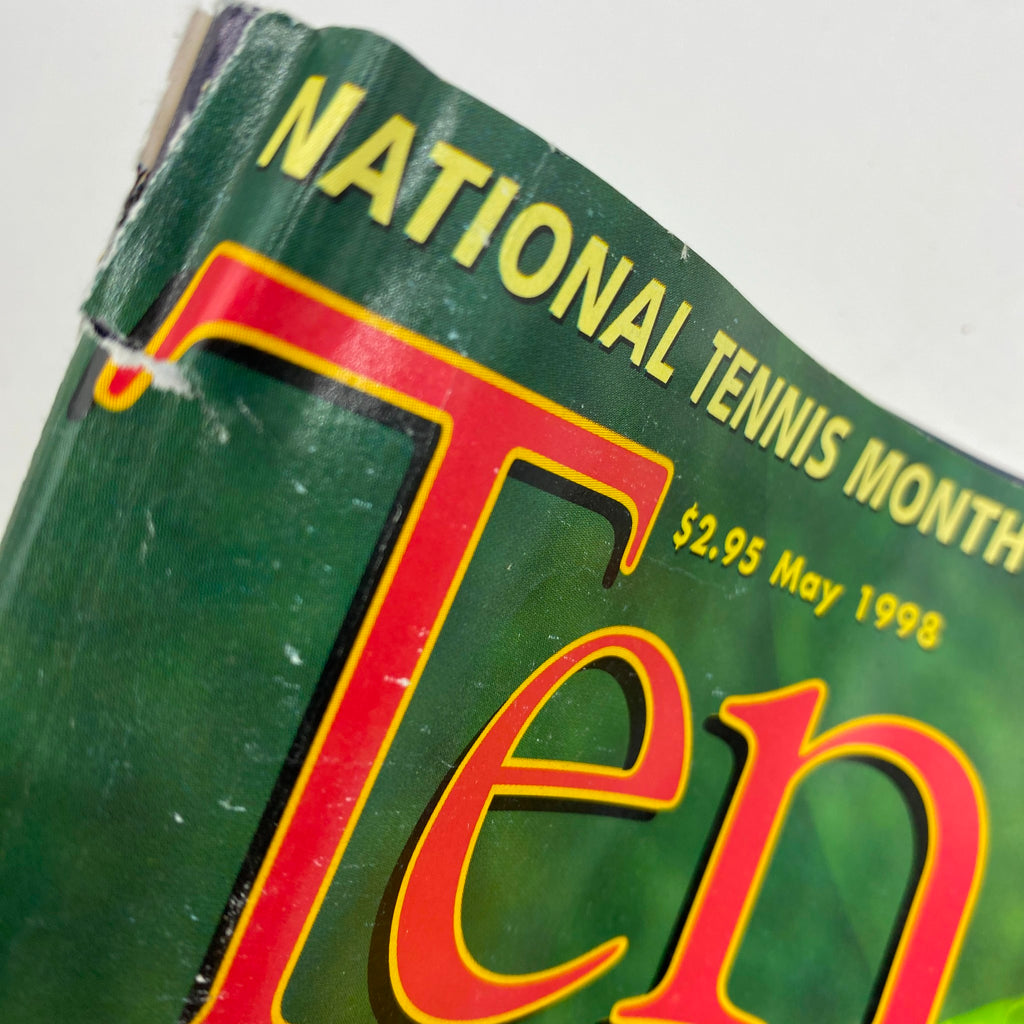 NATIONAL TENNIS MONTH
$2.95 May 1998
Ten